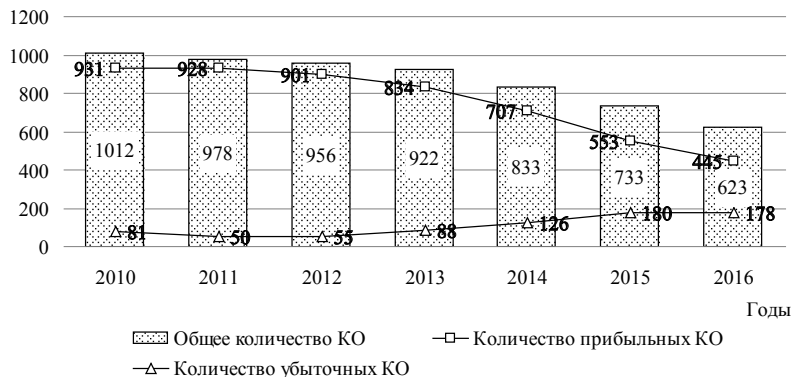 1200
1000
800
600
400
200
0
931 928 901 834 707 553 445
1012 978 956 922 833 733 623
81 50 55 88 126 180 178
2010 2011 2012 2013 2014 2015 2016
Годы
Общее количество КО Количество прибыльных КО
Количество убыточных КО